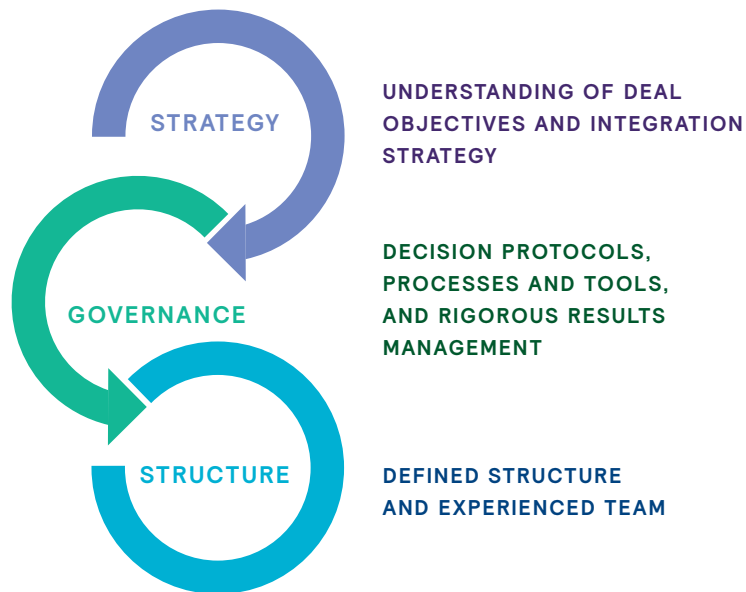 STRATEGY
UNDERSTANDING OF DEAL
OBJECTIVES AND INTEGRATION
STRATEGY
GOVERNANCE
DECISION PROTOCOLS,
PROCESSES AND TOOLS,
AND RIGOROUS RESULTS
MANAGEMENT
STRUCTURE
DEFINED STRUCTURE
AND EXPERIENCED TEAM